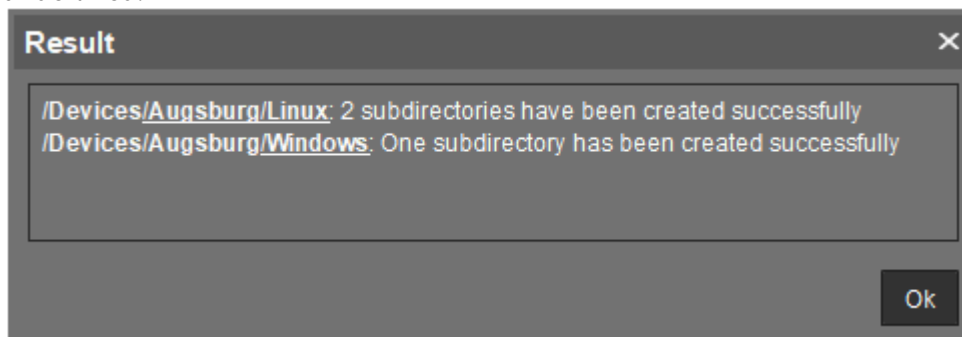 Result
/Devices/Augsburg/Linux: 2 subdirectories have been created successfully
/Devices/Augsburg/Windows: One subdirectory has been created successfully
Ok